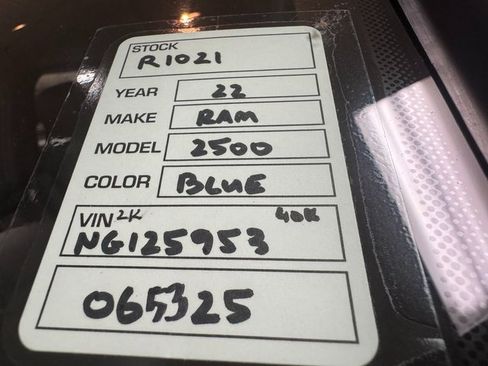 STOCK
R1021
YEAR 22
MAKE RAM
MODEL 2500
COLOR BLUE
VIN 2K 40K
NG125953
065325